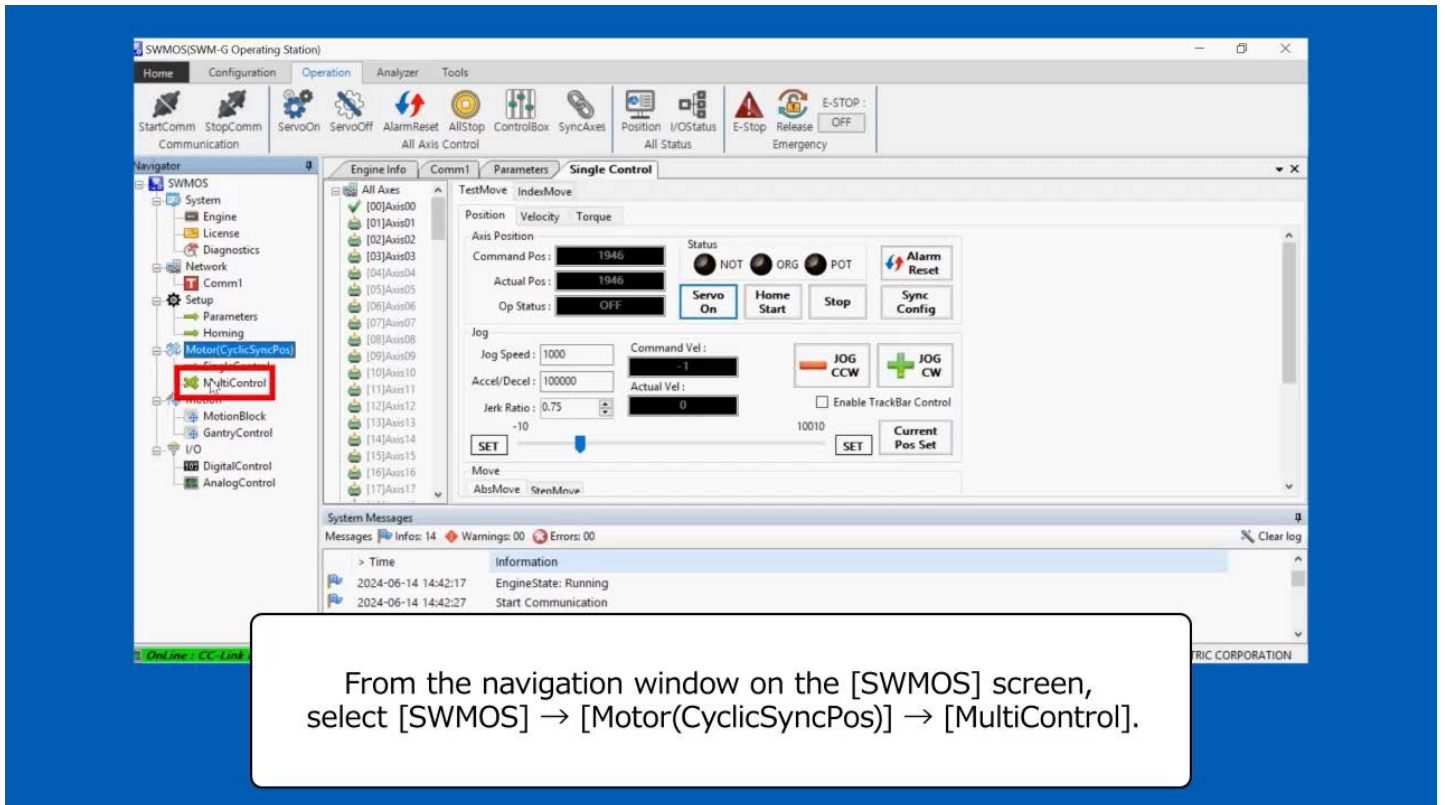 SWMOS(SWM-G Operating Station)
Home Configuration Operation Analyzer Tools
StartComm StopComm ServoOn ServoOff AlarmReset AllStop ControlBox SyncAxes Position I/OStatus E-Stop Release E-STOP : OFF
Communication All Axis Control All Status Emergency
Navigator
SWMOS
System
Engine
License
Diagnostics
Network
Comm1
Setup
Parameters
Homing
Motor(CyclicSyncPos)
SingleControl
MultiControl
Motion
MotionBlock
GantryControl
I/O
DigitalControl
AnalogControl
Engine Info Comm1 Parameters Single Control
All Axes
[00]Axis00
[01]Axis01
[02]Axis02
[03]Axis03
[04]Axis04
[05]Axis05
[06]Axis06
[07]Axis07
[08]Axis08
[09]Axis09
[10]Axis10
[11]Axis11
[12]Axis12
[13]Axis13
[14]Axis14
[15]Axis15
[16]Axis16
[17]Axis17
TestMove IndexMove
Position Velocity Torque
Axis Position
Command Pos : 1946
Actual Pos : 1946
Op Status : OFF
Status
NOT ORG POT
Alarm Reset
Servo On
Home Start
Stop
Sync Config
Jog
Jog Speed : 1000
Accel/Decel : 100000
Jerk Ratio : 0.75
Command Vel :
-1
Actual Vel :
0
JOG CCW
JOG CW
Enable TrackBar Control
-10 10010
SET SET
Current Pos Set
Move
AbsMove StepMove
System Messages
Messages Infos: 14 Warnings: 00 Errors: 00 Clear log
> Time Information
2024-06-14 14:42:17 EngineState: Running
2024-06-14 14:42:27 Start Communication
OnLine : CC-Link
TRIC CORPORATION
From the navigation window on the [SWMOS] screen,
select [SWMOS] → [Motor(CyclicSyncPos)] → [MultiControl].